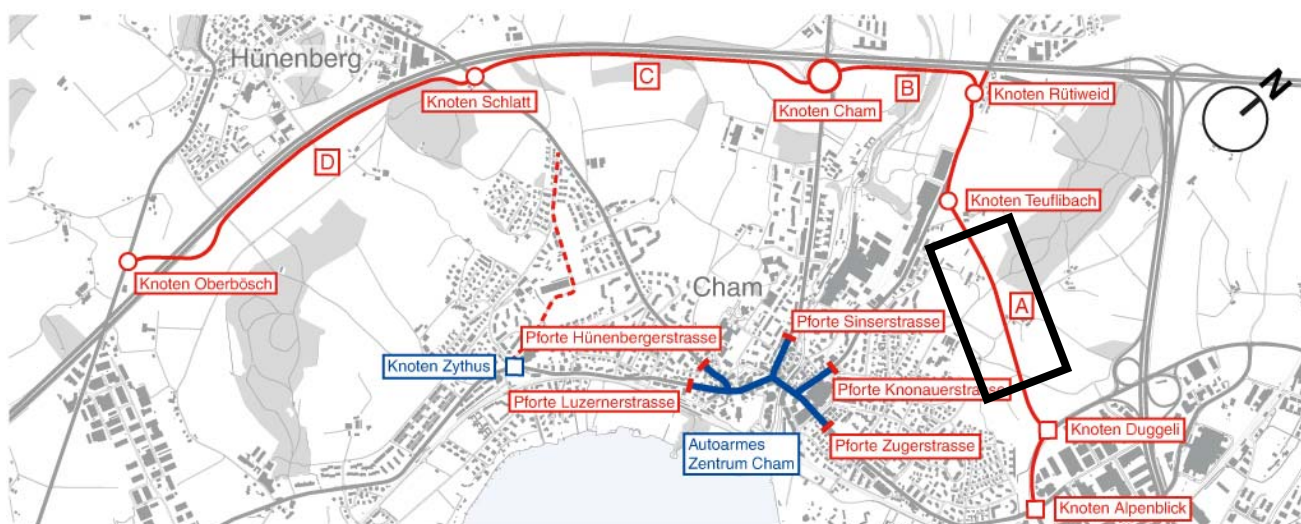 Hünenberg
N
C
B
Knoten Schlatt
Knoten Cham
Knoten Rütiweid
D
Knoten Teuflibach
Knoten Oberbösch
Cham
A
Pforte Sinserstrasse
Pforte Hünenbergerstrasse
Knoten Zythus
Pforte Knonauerstrasse
Pforte Luzernerstrasse
Knoten Duggeli
Autoarmes
Zentrum Cham
Pforte Zugerstrasse
Knoten Alpenblick